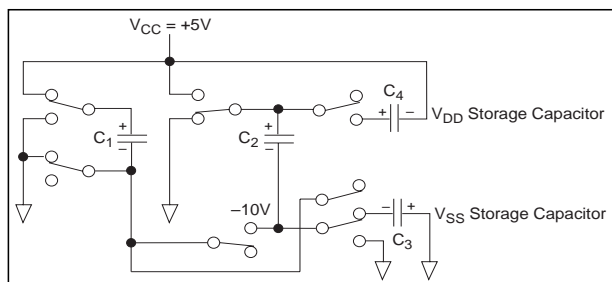 V_CC = +5V
C_4
+ −
V_DD Storage Capacitor
+
C_1
−
+
C_2
−
−10V
− +
V_SS Storage Capacitor
C_3